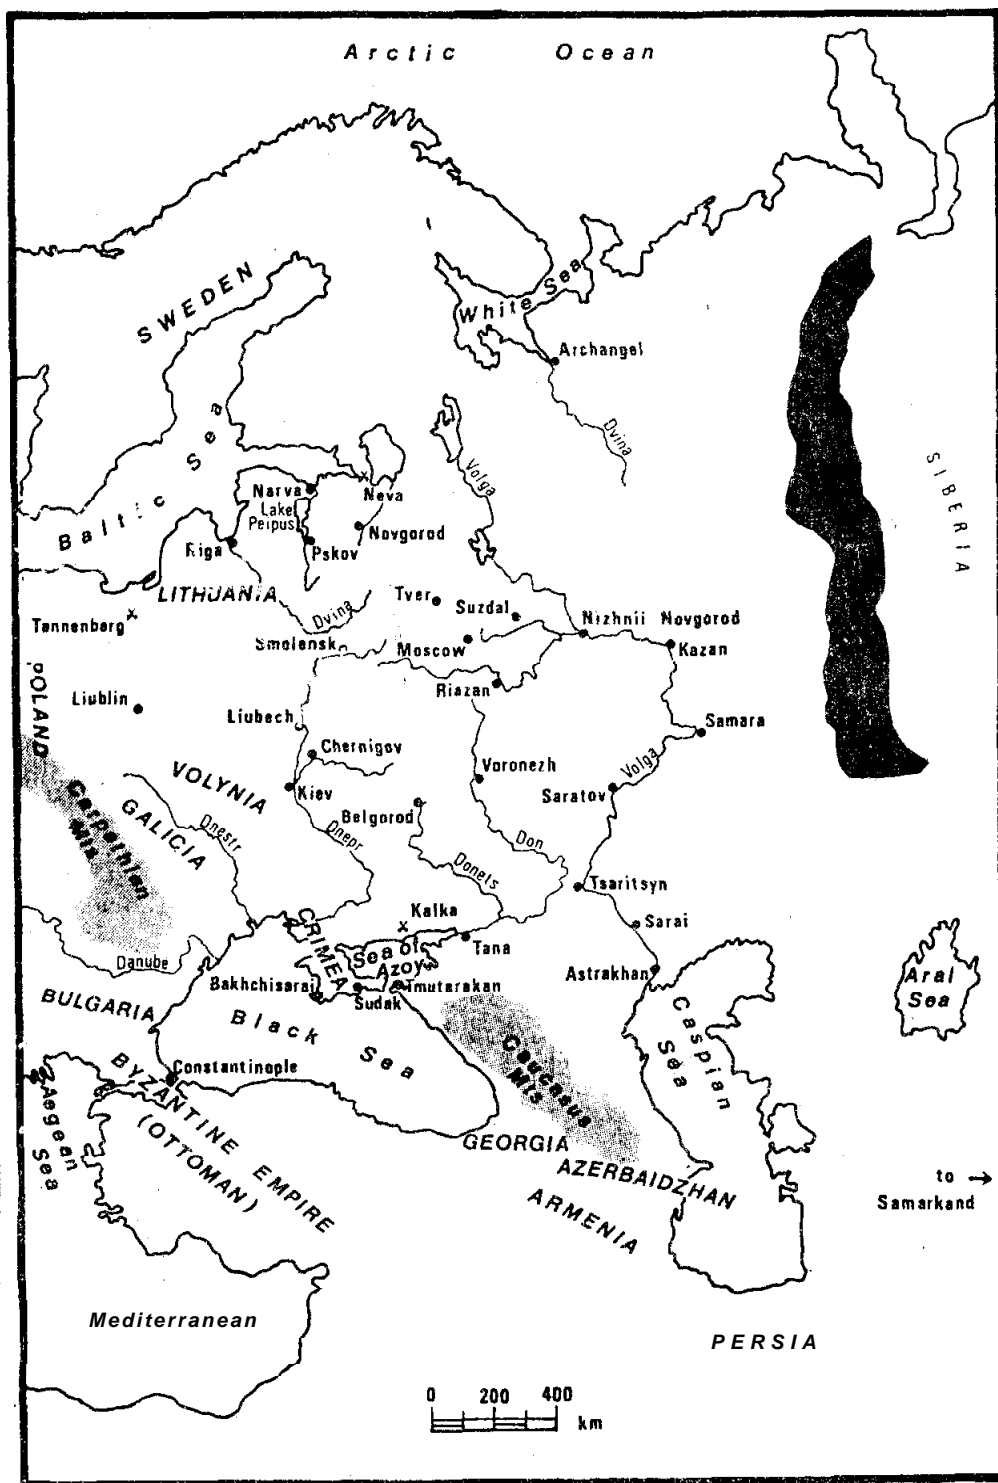 Arctic Ocean
SWEDEN
White Sea
Archangel
Dvina
Baltic Sea
Volga
SIBERIA
Narva
Neva
Lake
Peipus
Novgorod
Riga
Pskov
LITHUANIA
Dvina
Tver
Suzdal
Nizhnii Novgorod
Tannenberg
Smolensk
Moscow
Kazan
POLAND
Liublin
Riazan
Liubech
Samara
Chernigov
Voronezh
Volga
VOLYNIA
Kiev
Saratov
Carpathian
Mts
GALICIA
Dnestr
Dnepr
Belgorod
Don
Donets
Tsaritsyn
Kalka
Sarai
CRIMEA
Sea of
Azov
Tana
Danube
Astrakhan
Aral
Sea
Bakhchisarai
Sudak
Tmutarakan
BULGARIA
Black Sea
Caspian
Sea
Caucasus
Mts
Constantinople
Aegean
Sea
BYZANTINE EMPIRE
(OTTOMAN)
GEORGIA
AZERBAIDZHAN
ARMENIA
to
Samarkand
Mediterranean
PERSIA
0 200 400
km